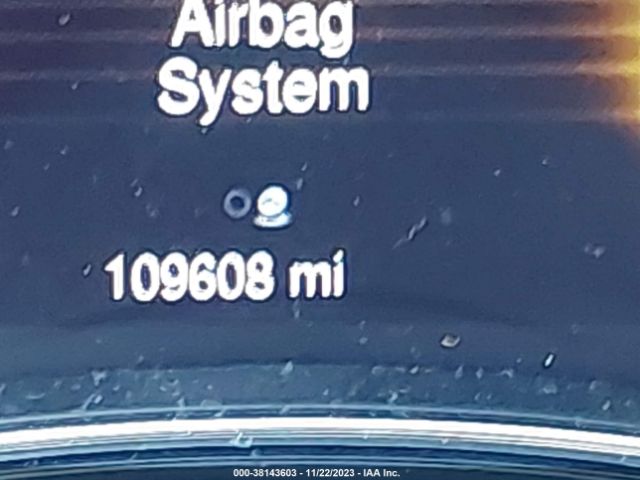 Airbag
System
109608 mi
000-38143603 - 11/22/2023 - IAA Inc.